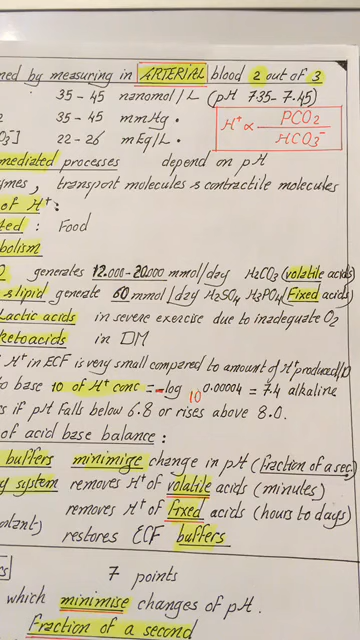 ned by measuring in ARTERIAL blood 2 out of 3
35 – 45 nanomol/L (pH 7.35 – 7.45)
35 – 45 mmHg.
O₃⁻] 22 – 26 mEq/L.
H⁺ ∝ PCO2 / HCO3⁻
mediated processes depend on pH
ymes, transport molecules & contractile molecules
of H⁺:
ted : Food
bolism
generates 12.000 – 20.000 mmol/day H₂CO₃ (volatile acids)
& lipid generate 60 mmol/day H₂SO₄ H₃PO₄ (Fixed acids)
Lactic acids in severe exercise due to inadequate O₂
ketoacids in DM
H⁺ in ECF is very small compared to amount of H⁺ produced/D
to base 10 of H⁺ conc = –log 10 0.00004 = 7.4 alkaline
s if pH falls below 6.8 or rises above 8.0.
of acid base balance:
buffers minimize change in pH (fraction of a sec)
y system removes H⁺ of volatile acids (minutes)
removes H⁺ of fixed acids (hours to days)
ortant) restores ECF buffers
rs] 7 points
which minimise changes of pH.
fraction of a second